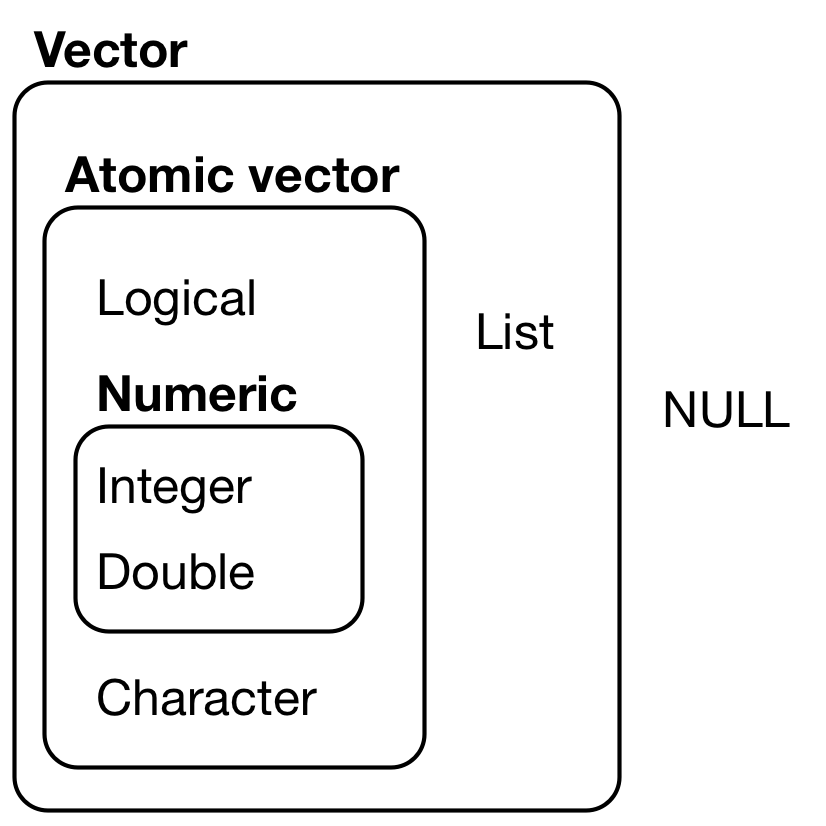 Vector
Atomic vector
Logical
List
Numeric
NULL
Integer
Double
Character